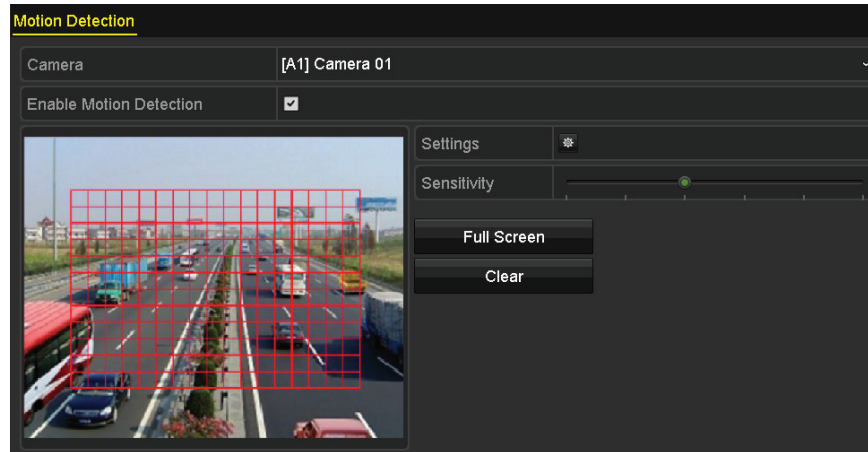 Motion Detection
Camera
[A1] Camera 01
Enable Motion Detection
Settings
Sensitivity
Full Screen
Clear